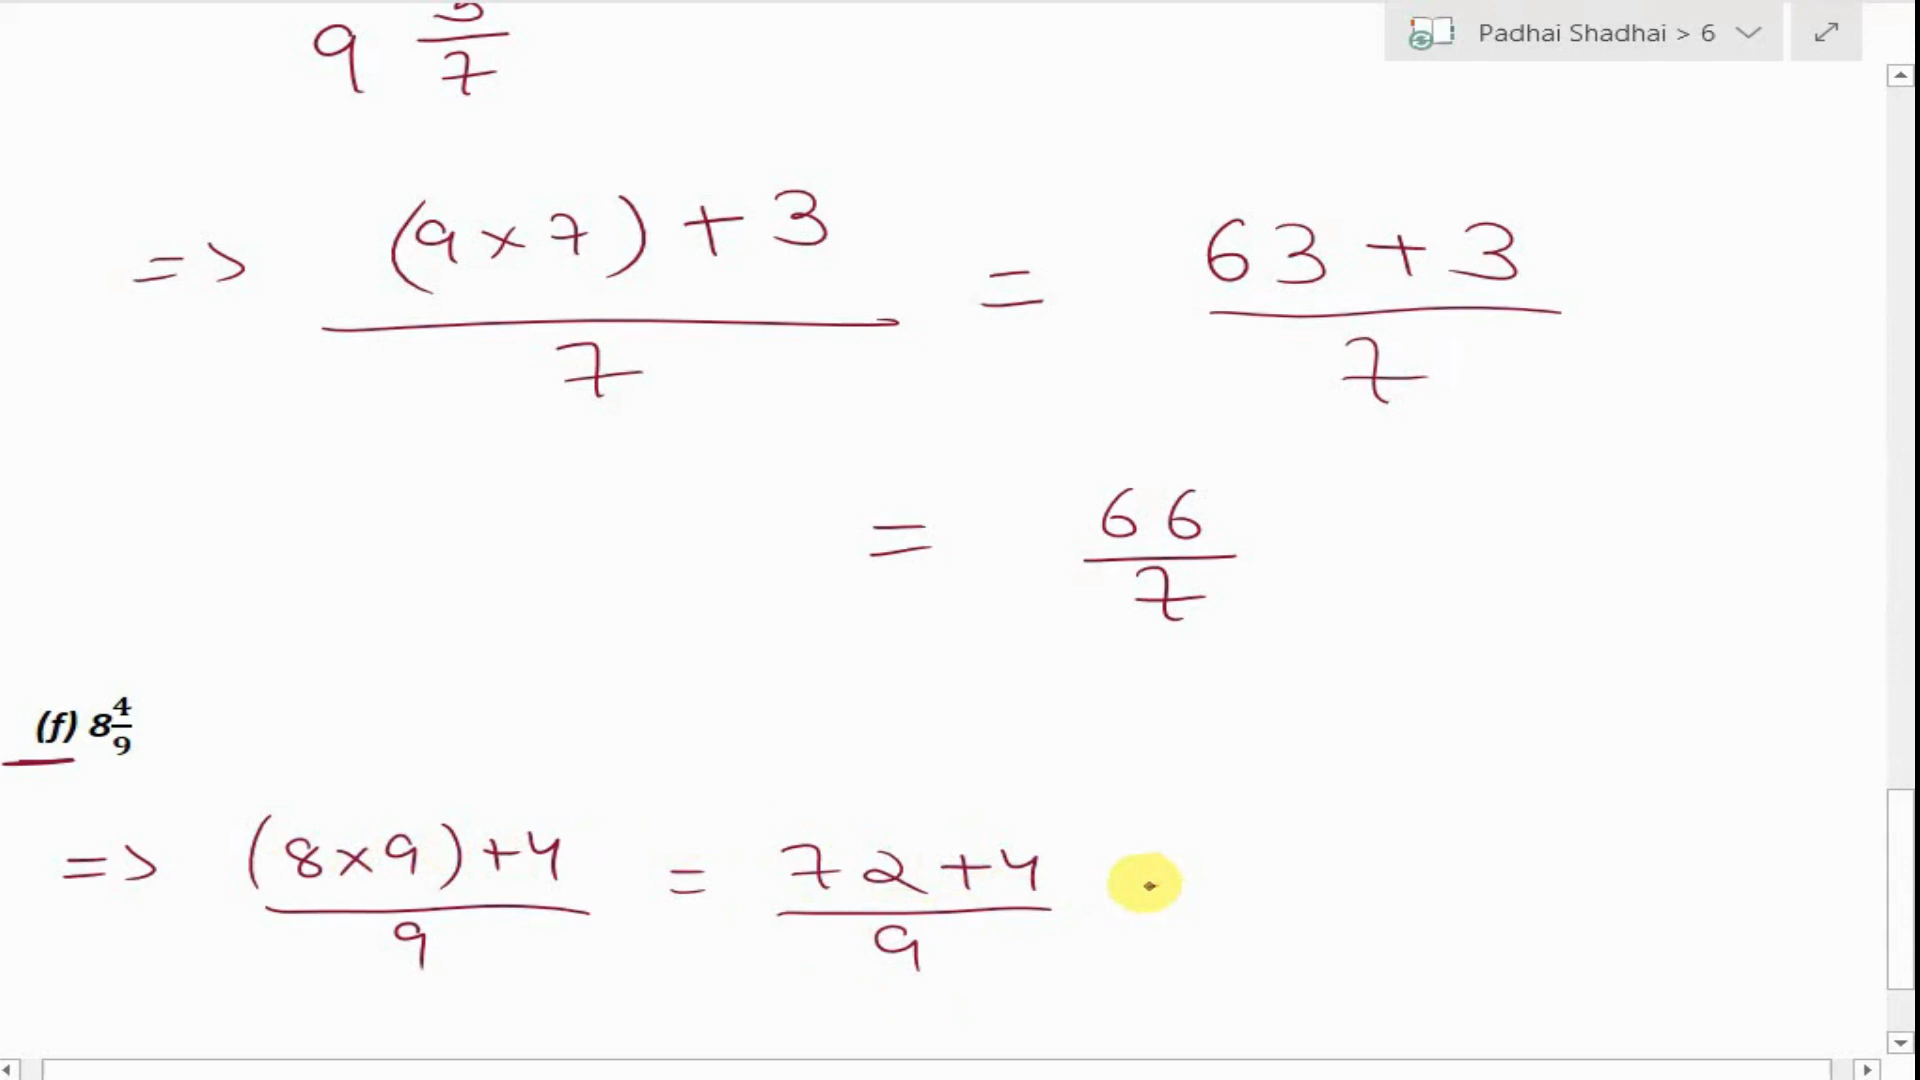 Padhai Shadhai > 6
9 3/7
=> (9×7)+3 / 7 = 63+3 / 7
= 66 / 7
(f) 8 4/9
=> (8×9)+4 / 9 = 72+4 / 9